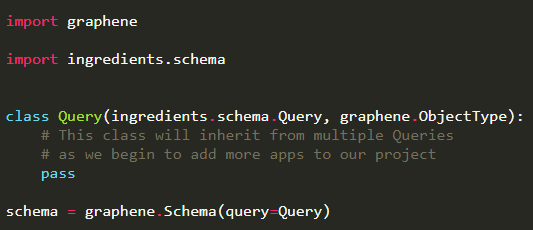 import graphene
import ingredients.schema
class Query(ingredients.schema.Query, graphene.ObjectType):
    # This class will inherit from multiple Queries
    # as we begin to add more apps to our project
    pass
schema = graphene.Schema(query=Query)